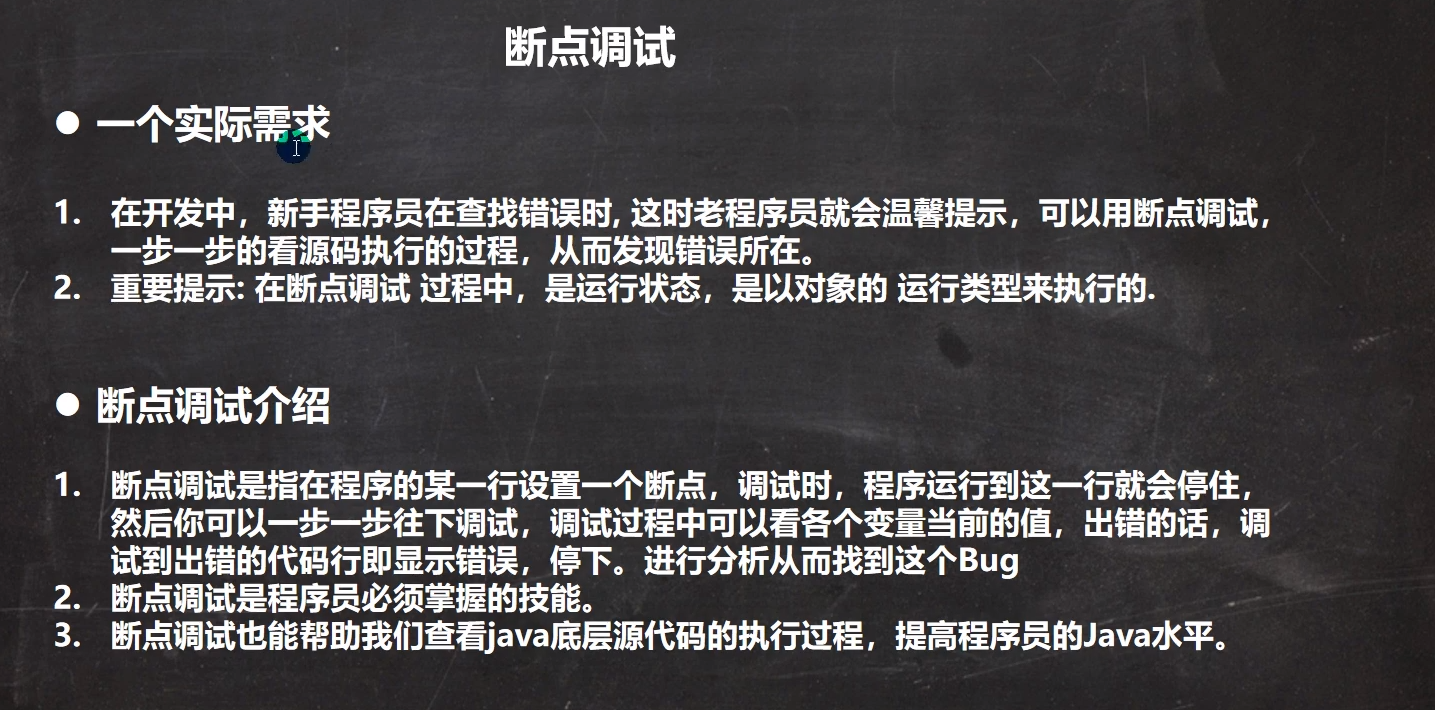 断点调试
● 一个实际需求
1. 在开发中，新手程序员在查找错误时, 这时老程序员就会温馨提示，可以用断点调试，
一步一步的看源码执行的过程，从而发现错误所在。
2. 重要提示: 在断点调试 过程中，是运行状态，是以对象的 运行类型来执行的.
● 断点调试介绍
1. 断点调试是指在程序的某一行设置一个断点，调试时，程序运行到这一行就会停住，
然后你可以一步一步往下调试，调试过程中可以看各个变量当前的值，出错的话，调
试到出错的代码行即显示错误，停下。进行分析从而找到这个Bug
2. 断点调试是程序员必须掌握的技能。
3. 断点调试也能帮助我们查看java底层源代码的执行过程，提高程序员的Java水平。